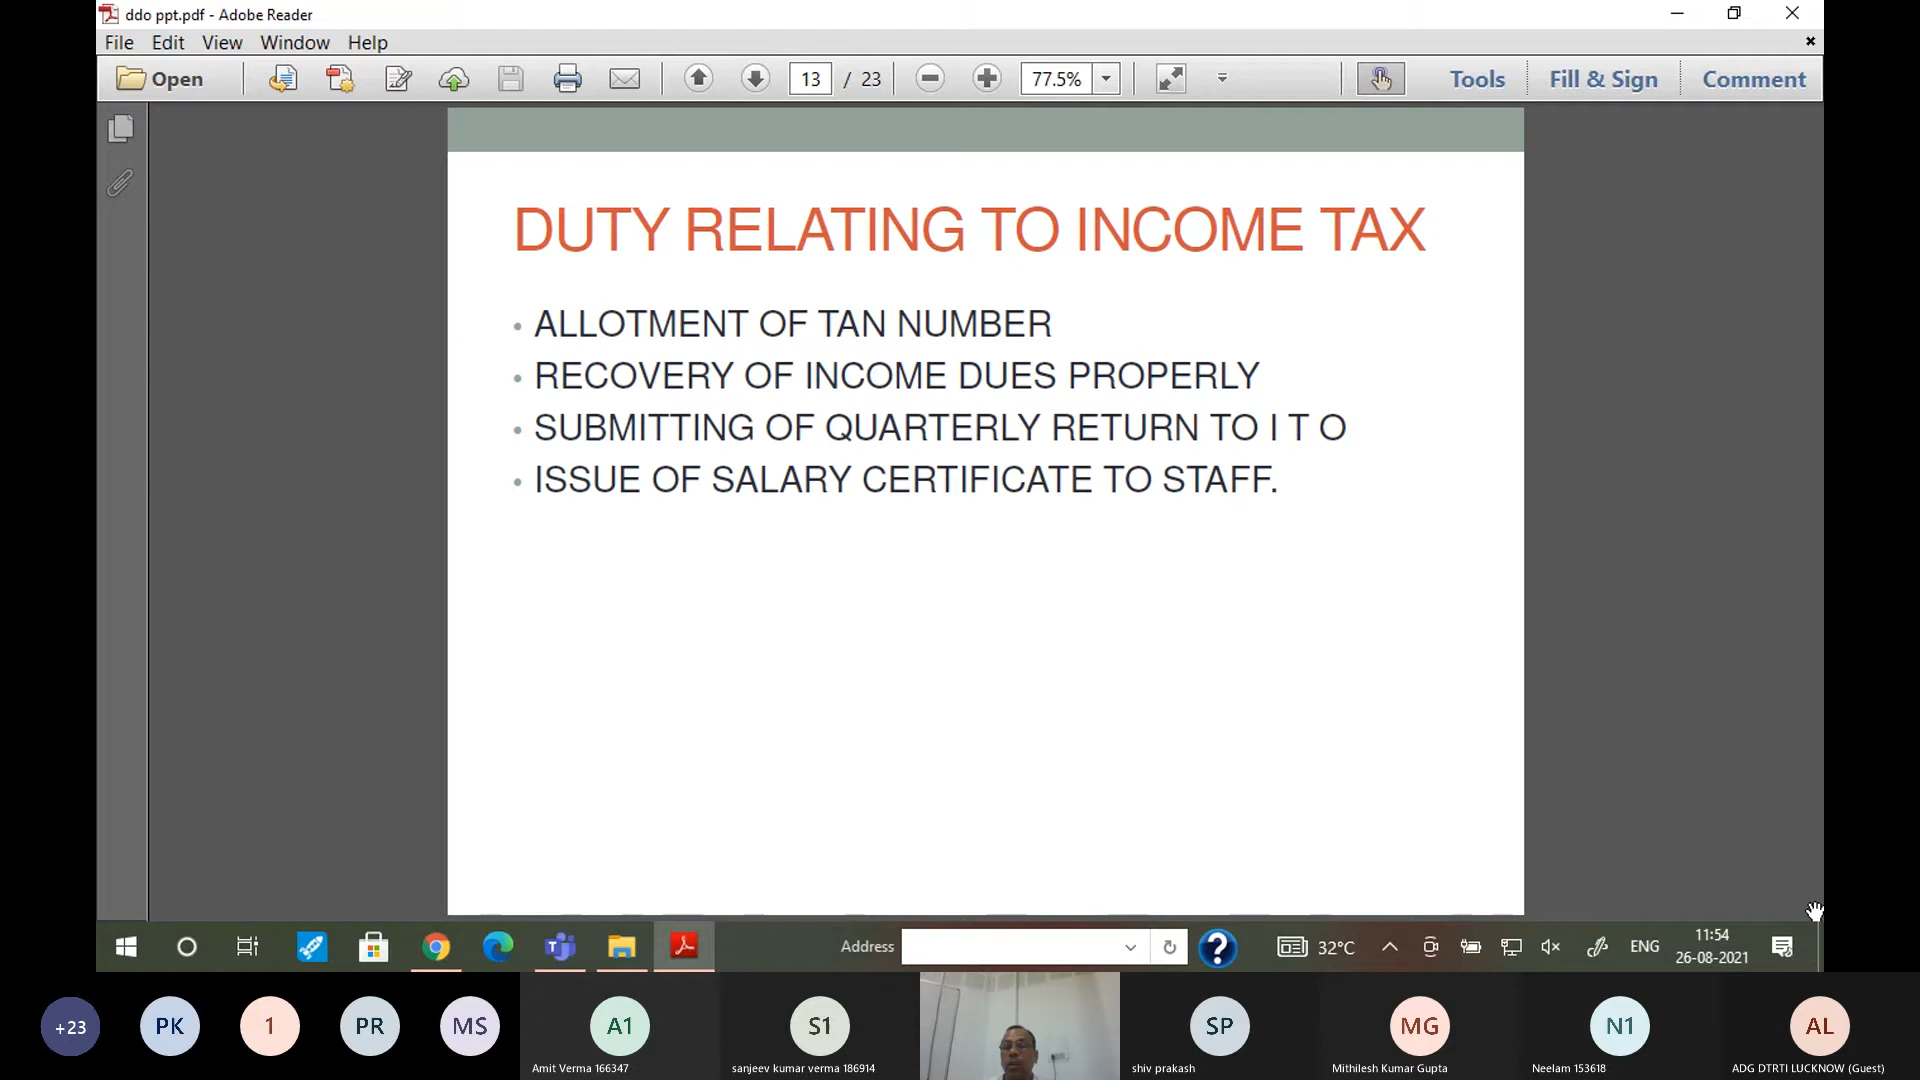 ddo ppt.pdf - Adobe Reader
File Edit View Window Help
Open 13 / 23 77.5% Tools Fill & Sign Comment
DUTY RELATING TO INCOME TAX
• ALLOTMENT OF TAN NUMBER
• RECOVERY OF INCOME DUES PROPERLY
• SUBMITTING OF QUARTERLY RETURN TO I T O
• ISSUE OF SALARY CERTIFICATE TO STAFF.
Address 32°C ENG 11:54
26-08-2021
+23 PK 1 PR MS A1 S1 SP MG N1 AL
Amit Verma 166347 sanjeev kumar verma 186914 shiv prakash Mithilesh Kumar Gupta Neelam 153618 ADG DTRTI LUCKNOW (Guest)